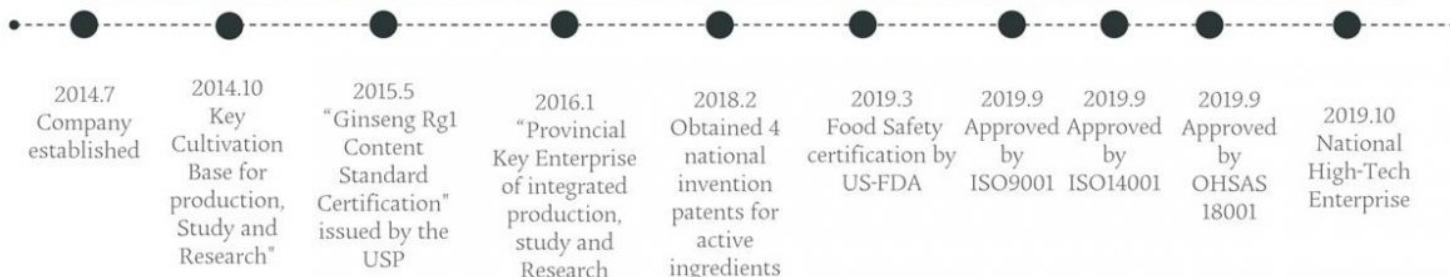 2014.7
Company
established
2014.10
Key
Cultivation
Base for
production,
Study and
Research"
2015.5
“Ginseng Rg1
Content
Standard
Certification"
issued by the
USP
2016.1
“Provincial
Key Enterprise
of integrated
production,
study and
Research
2018.2
Obtained 4
national
invention
patents for
active
ingredients
2019.3
Food Safety
certification by
US-FDA
2019.9
Approved
by
ISO9001
2019.9
Approved
by
ISO14001
2019.9
Approved
by
OHSAS
18001
2019.10
National
High-Tech
Enterprise